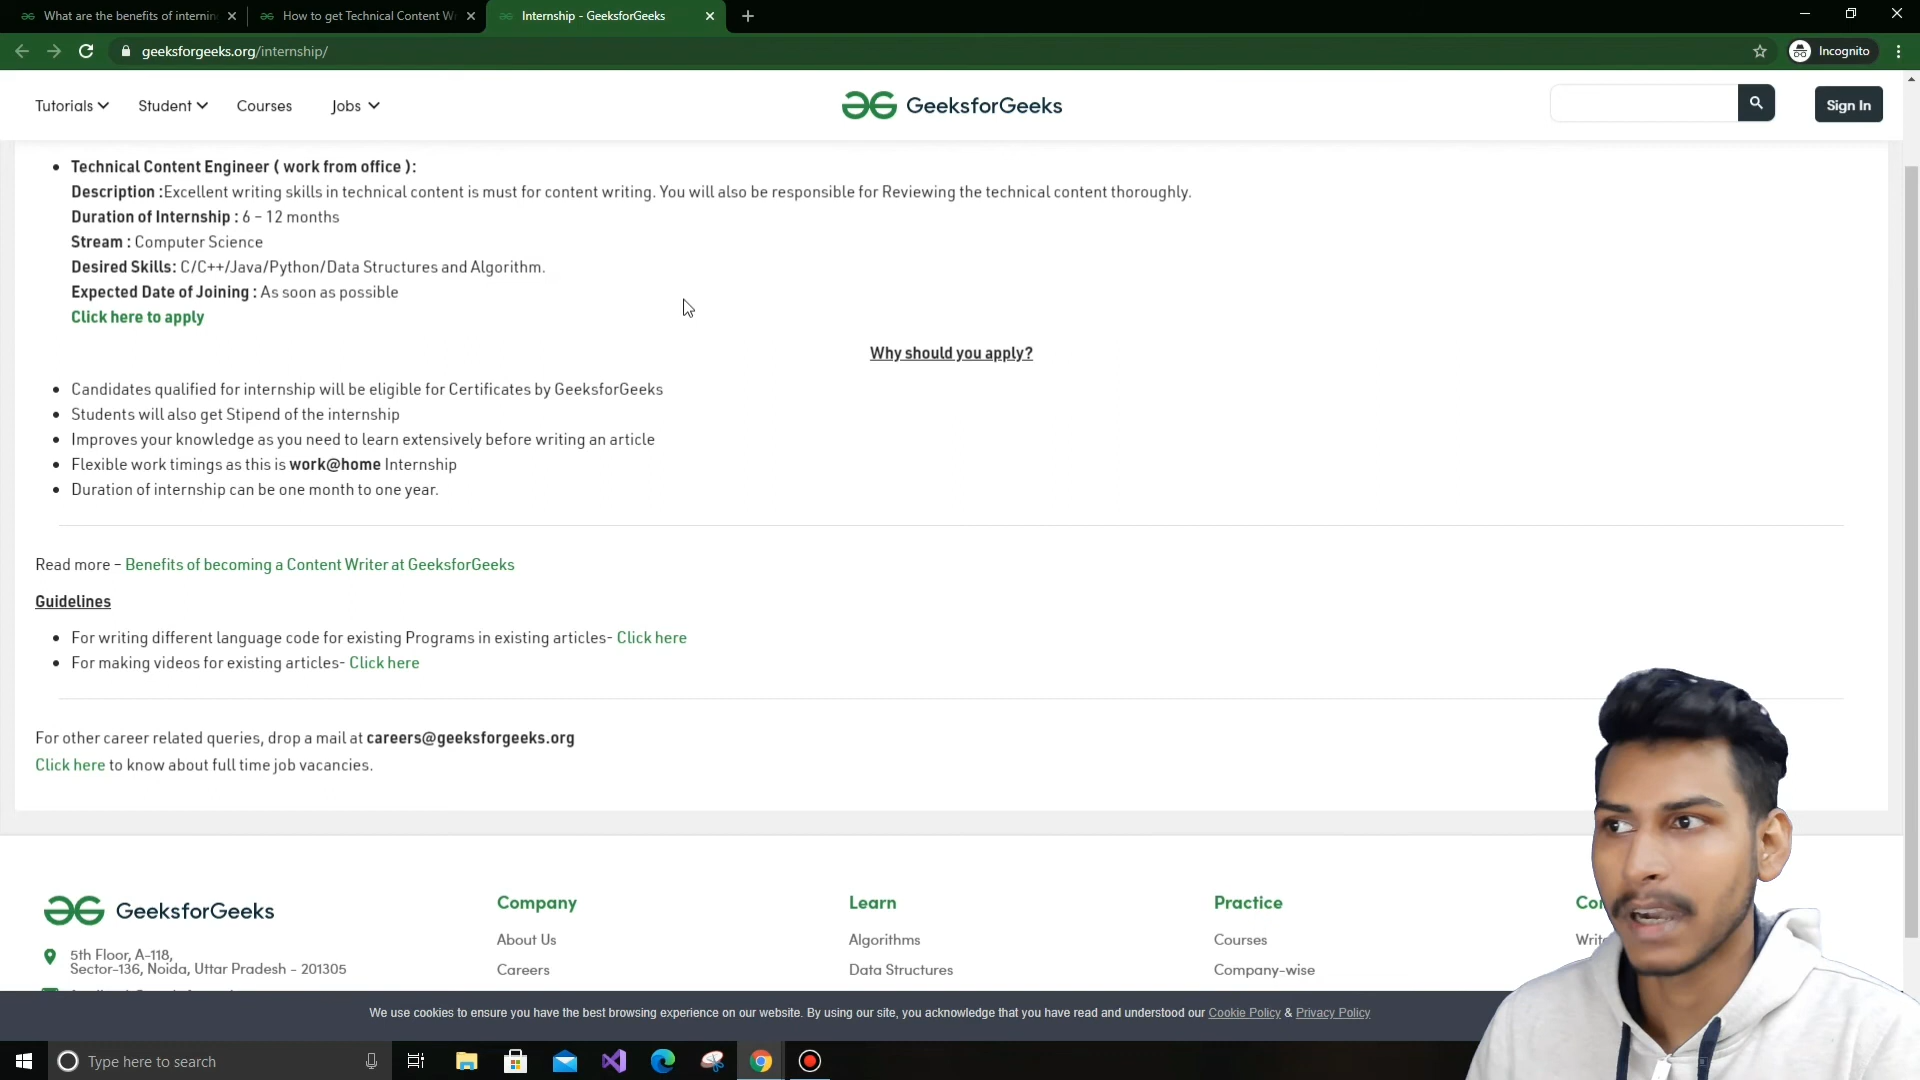 What are the benefits of internin
How to get Technical Content W
Internship - GeeksforGeeks
geeksforgeeks.org/internship/
Incognito
Tutorials
Student
Courses
Jobs
GeeksforGeeks
Sign In
Technical Content Engineer ( work from office ):
Description :Excellent writing skills in technical content is must for content writing. You will also be responsible for Reviewing the technical content thoroughly.
Duration of Internship : 6 – 12 months
Stream : Computer Science
Desired Skills: C/C++/Java/Python/Data Structures and Algorithm.
Expected Date of Joining : As soon as possible
Click here to apply
Why should you apply?
Candidates qualified for internship will be eligible for Certificates by GeeksforGeeks
Students will also get Stipend of the internship
Improves your knowledge as you need to learn extensively before writing an article
Flexible work timings as this is work@home Internship
Duration of internship can be one month to one year.
Read more – Benefits of becoming a Content Writer at GeeksforGeeks
Guidelines
For writing different language code for existing Programs in existing articles- Click here
For making videos for existing articles- Click here
For other career related queries, drop a mail at careers@geeksforgeeks.org
Click here to know about full time job vacancies.
GeeksforGeeks
5th Floor, A-118,
Sector-136, Noida, Uttar Pradesh - 201305
Company
About Us
Careers
Learn
Algorithms
Data Structures
Practice
Courses
Company-wise
We use cookies to ensure you have the best browsing experience on our website. By using our site, you acknowledge that you have read and understood our Cookie Policy & Privacy Policy
Type here to search